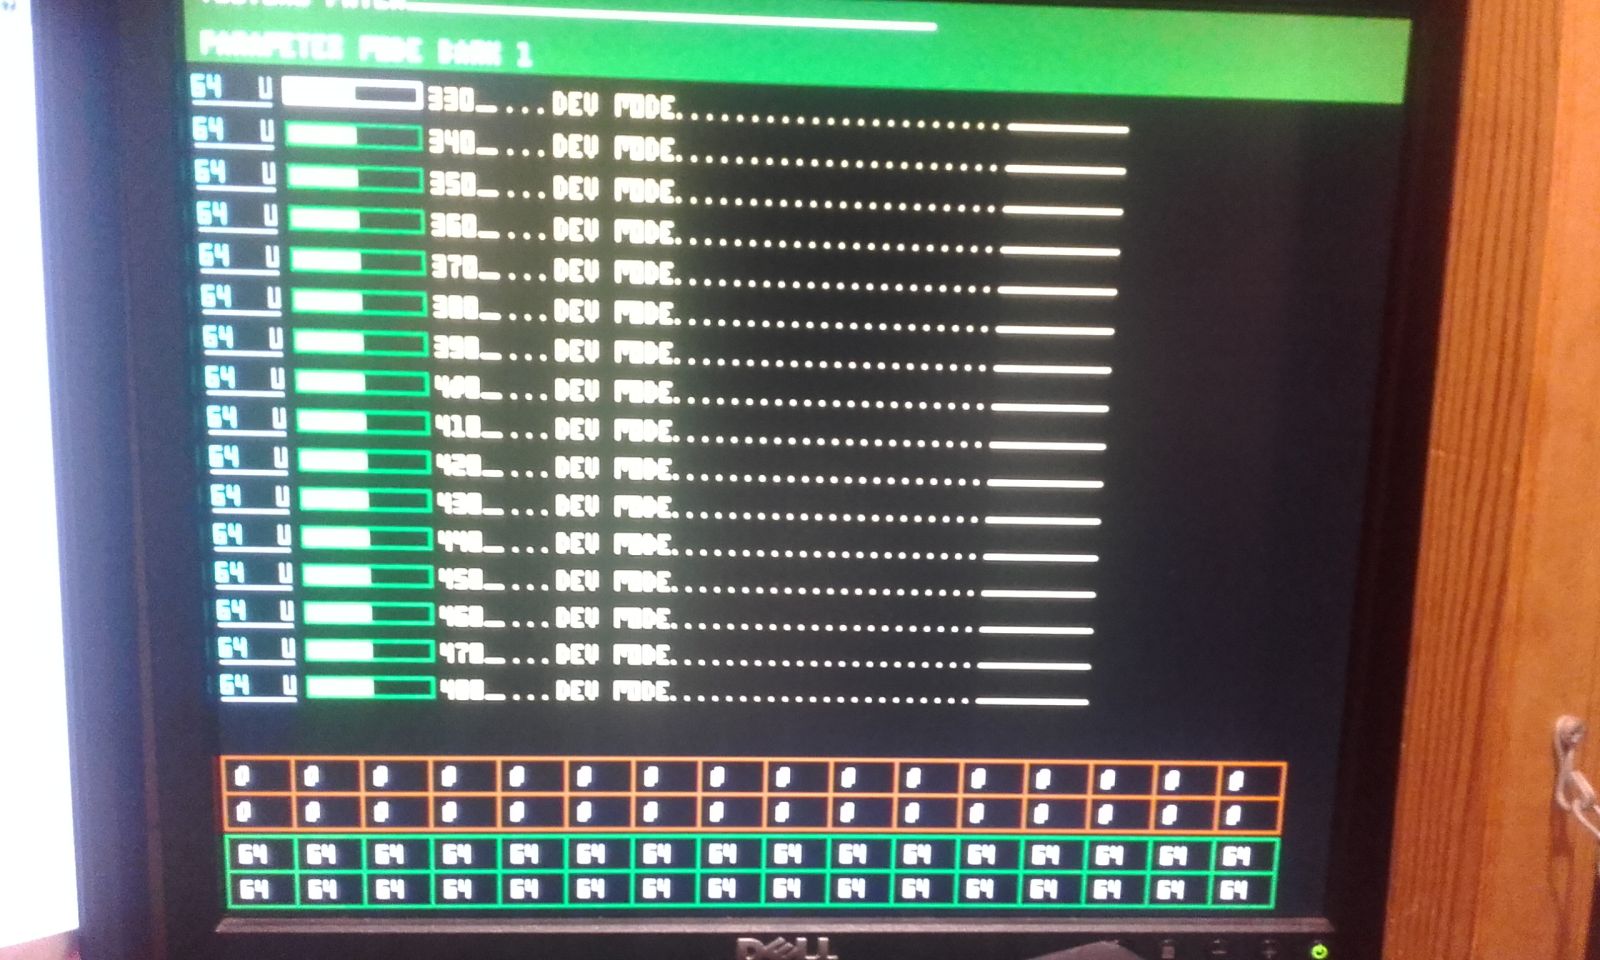 PARAMETES MODE BANK 1
64 U 330_....DEV MODE......................
64 U 340_....DEV MODE......................
64 U 350_....DEV MODE......................
64 U 360_....DEV MODE......................
64 U 370_....DEV MODE......................
64 U 380_....DEV MODE......................
64 U 390_....DEV MODE......................
64 U 400_....DEV MODE......................
64 U 410_....DEV MODE......................
64 U 420_....DEV MODE......................
64 U 430_....DEV MODE......................
64 U 440_....DEV MODE......................
64 U 450_....DEV MODE......................
64 U 460_....DEV MODE......................
64 U 470_....DEV MODE......................
64 U 480_....DEV MODE......................
0 0 0 0 0 0 0 0 0 0 0 0 0 0 0 0
0 0 0 0 0 0 0 0 0 0 0 0 0 0 0 0
64 64 64 64 64 64 64 64 64 64 64 64 64 64 64 64
64 64 64 64 64 64 64 64 64 64 64 64 64 64 64 64
DELL